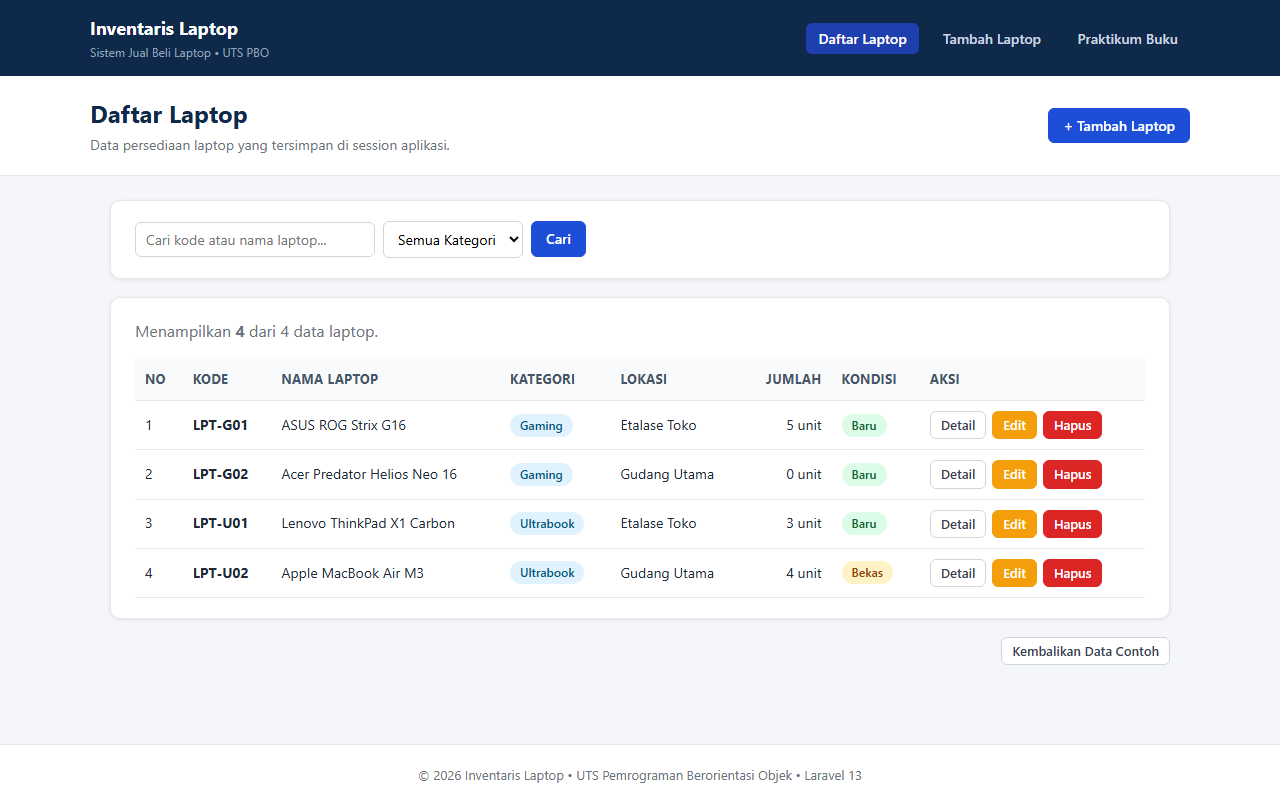 Inventaris Laptop
Sistem Jual Beli Laptop • UTS PBO
Daftar Laptop
Tambah Laptop
Praktikum Buku
Daftar Laptop
Data persediaan laptop yang tersimpan di session aplikasi.
+ Tambah Laptop
Cari kode atau nama laptop...
Semua Kategori
Cari
Menampilkan 4 dari 4 data laptop.
NO KODE NAMA LAPTOP KATEGORI LOKASI JUMLAH KONDISI AKSI
1 LPT-G01 ASUS ROG Strix G16 Gaming Etalase Toko 5 unit Baru Detail Edit Hapus
2 LPT-G02 Acer Predator Helios Neo 16 Gaming Gudang Utama 0 unit Baru Detail Edit Hapus
3 LPT-U01 Lenovo ThinkPad X1 Carbon Ultrabook Etalase Toko 3 unit Baru Detail Edit Hapus
4 LPT-U02 Apple MacBook Air M3 Ultrabook Gudang Utama 4 unit Bekas Detail Edit Hapus
Kembalikan Data Contoh
© 2026 Inventaris Laptop • UTS Pemrograman Berorientasi Objek • Laravel 13